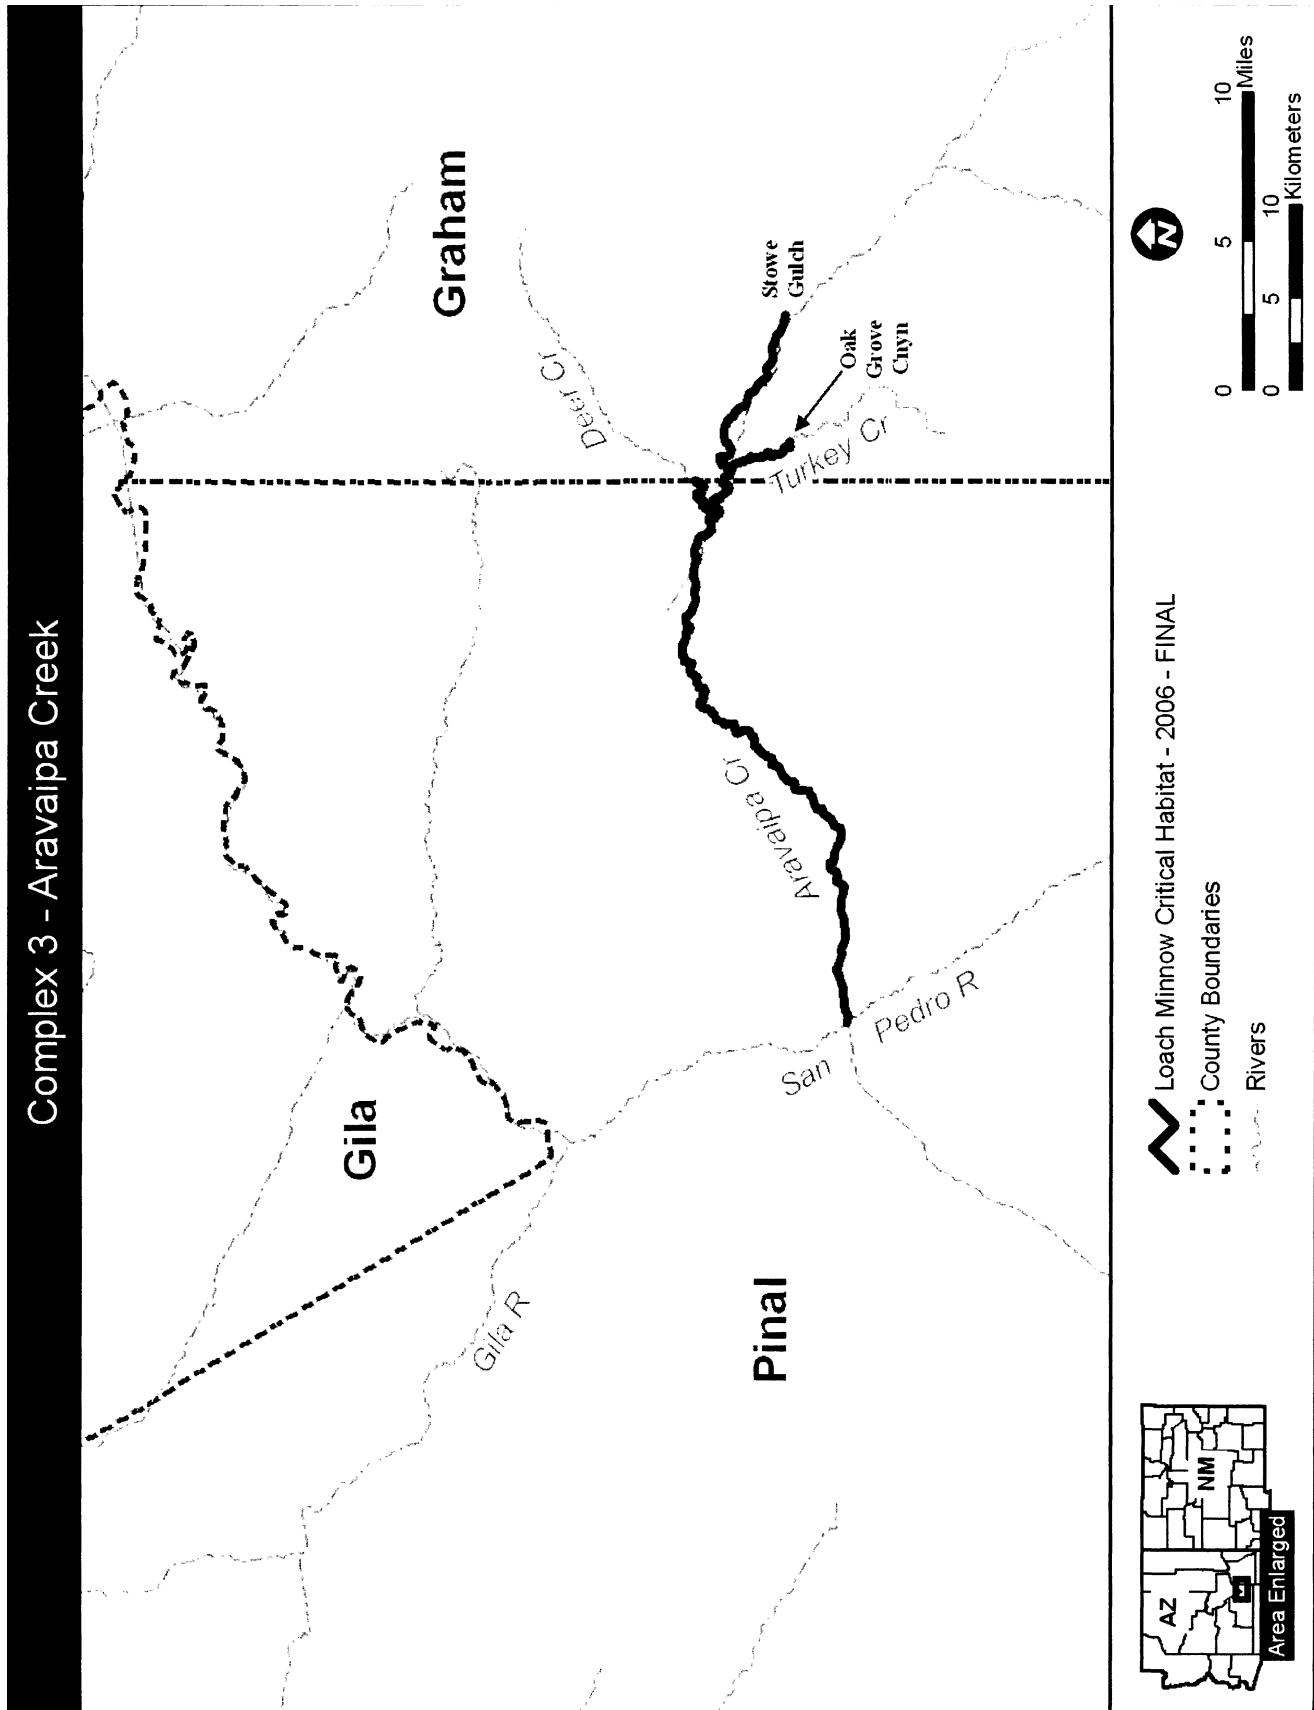 Complex 3 - Aravaipa Creek
Graham
Gila
Pinal
Deer Cr
Stowe
Gulch
Oak
Grove
Cnyn
Turkey Cr
Aravaipa Cr
San
Pedro R
Gila R
AZ
NM
Area Enlarged
Loach Minnow Critical Habitat - 2006 - FINAL
County Boundaries
Rivers
N
0 5 10
Miles
0 5 10
Kilometers